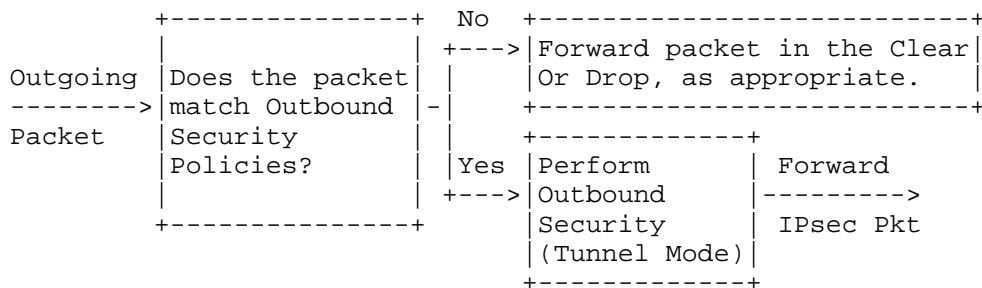 No
Forward packet in the Clear
Outgoing Does the packet Or Drop, as appropriate.
match Outbound
Packet Security
Policies? Yes Perform Forward
Outbound
Security IPsec Pkt
(Tunnel Mode)